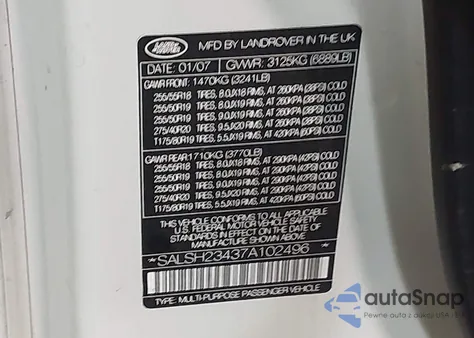 LAND ROVER
MFD BY LANDROVER IN THE UK
DATE: 01/07 GVWR: 3125KG (6889LB)
GAWR FRONT: 1470KG (3241LB)
255/55R18 TIRES, 8.0JX18 RIMS, AT 260KPA (38PSI) COLD
255/50R19 TIRES, 8.0JX19 RIMS, AT 260KPA (38PSI) COLD
255/50R19 TIRES, 9.0JX19 RIMS, AT 260KPA (38PSI) COLD
275/40R20 TIRES, 9.5JX20 RIMS, AT 260KPA (38PSI) COLD
T175/80R19 TIRES, 5.5JX19 RIMS, AT 420KPA (60PSI) COLD
GAWR REAR: 1710KG (3770LB)
255/55R18 TIRES, 8.0JX18 RIMS, AT 290KPA (42PSI) COLD
255/50R19 TIRES, 8.0JX19 RIMS, AT 290KPA (42PSI) COLD
255/50R19 TIRES, 9.0JX19 RIMS, AT 290KPA (42PSI) COLD
275/40R20 TIRES, 9.5JX20 RIMS, AT 290KPA (42PSI) COLD
T175/80R19 TIRES, 5.5JX19 RIMS, AT 420KPA (60PSI) COLD
THIS VEHICLE CONFORMS TO ALL APPLICABLE
U.S. FEDERAL MOTOR VEHICLE SAFETY
STANDARDS IN EFFECT ON THE DATE OF
MANUFACTURE SHOWN ABOVE
*SALSH23437A102496*
TYPE: MULTI-PURPOSE PASSENGER VEHICLE
autoSnap
Pewne auta z aukcji USA